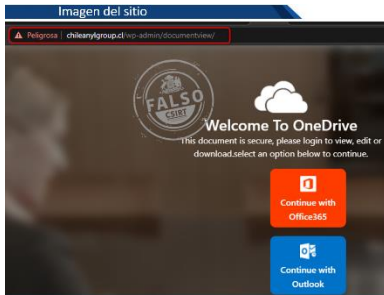 Imagen del sitio
Peligrosa | chileanylgroup.cl/wp-admin/documentview/
FALSO
CSIRT
Welcome To OneDrive
This document is secure, please login to view, edit or
download.select an option below to continue.
Continue with
Office365
Continue with
Outlook